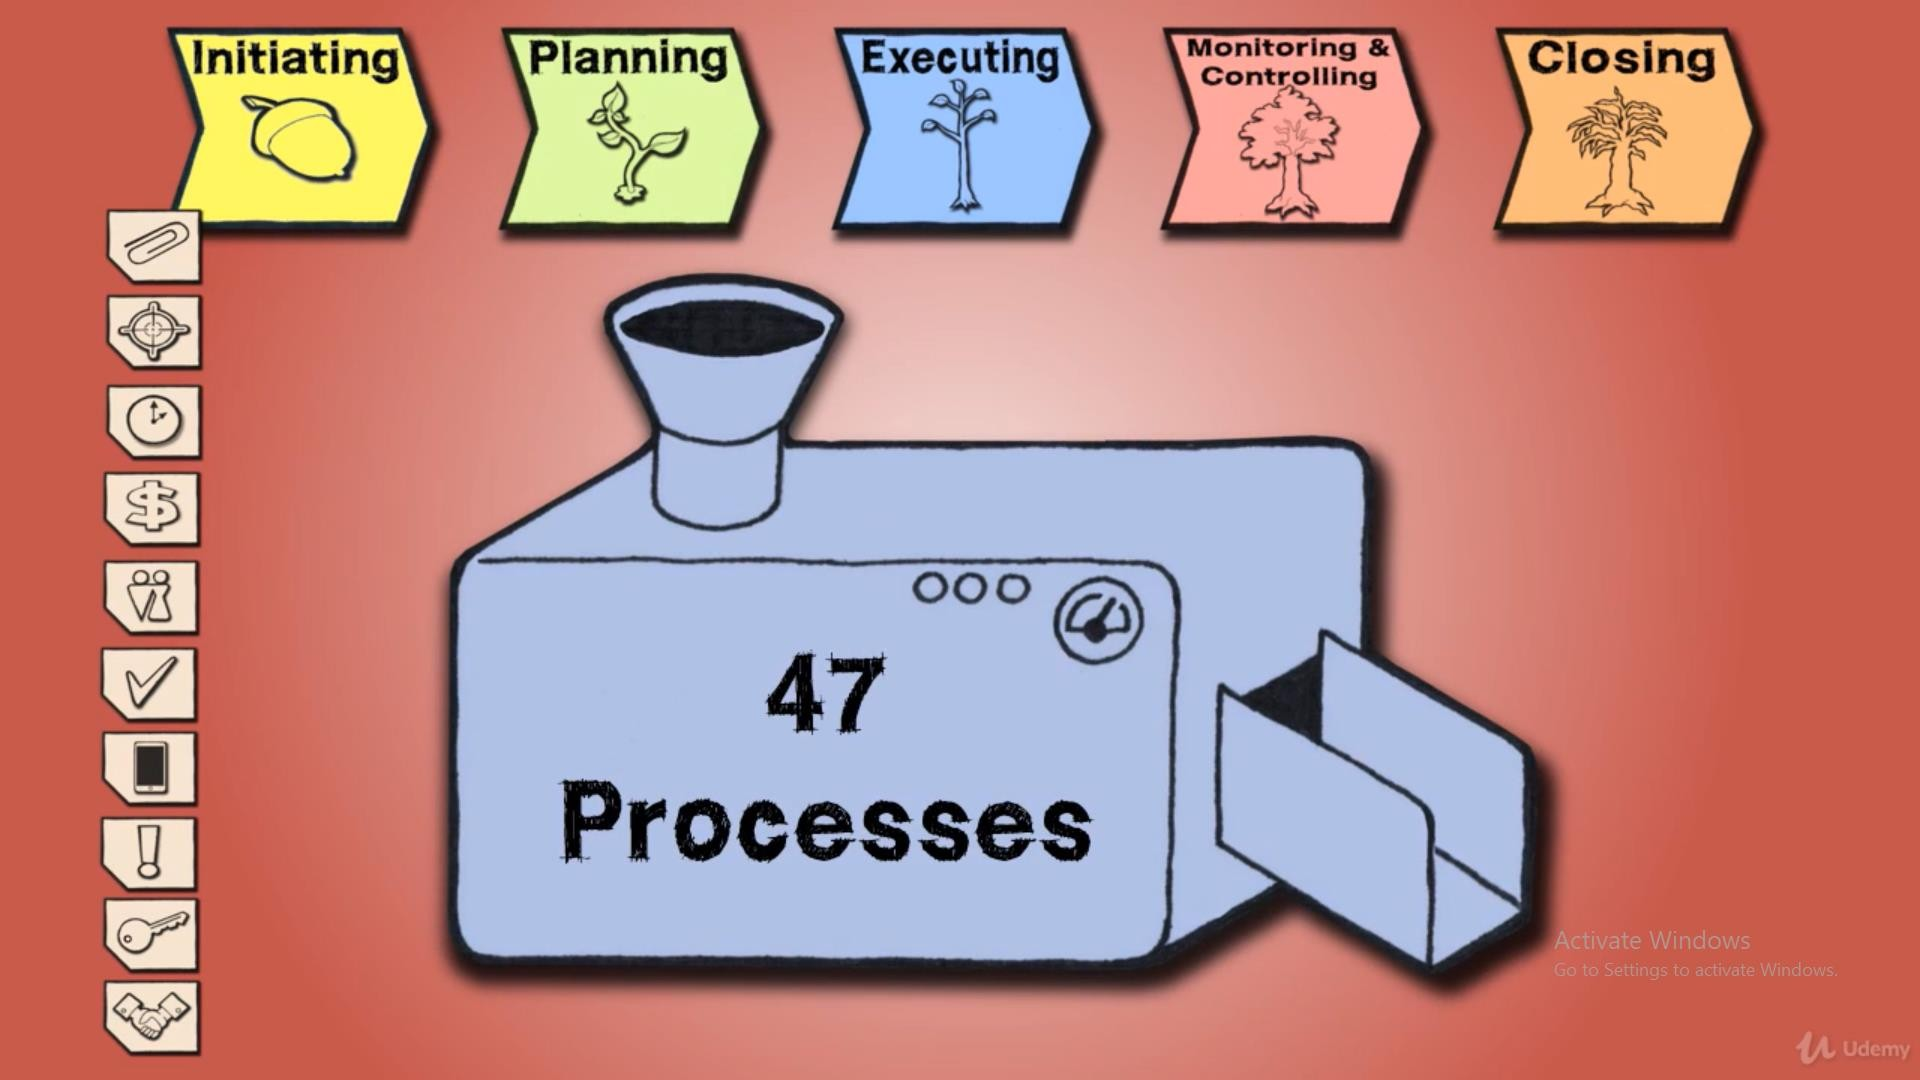 Initiating
Planning
Executing
Monitoring &
Controlling
Closing
$
47
Processes
Activate Windows
Go to Settings to activate Windows.
Udemy